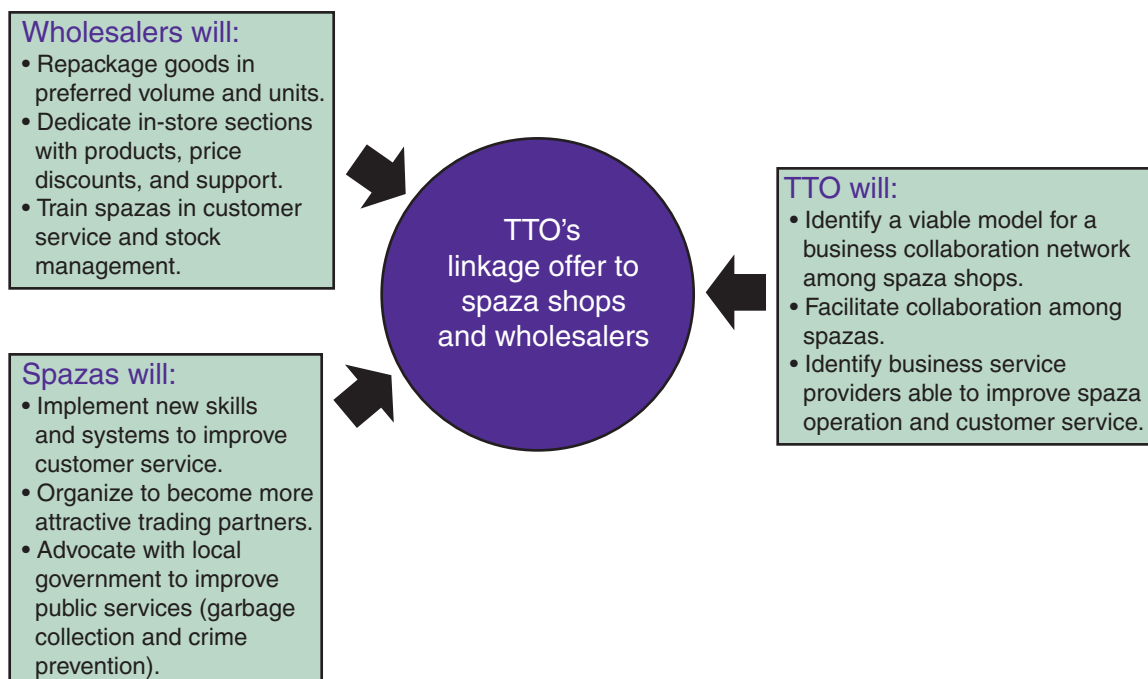 Wholesalers will:
• Repackage goods in
preferred volume and units.
• Dedicate in-store sections
with products, price
discounts, and support.
• Train spazas in customer
service and stock
management.
Spazas will:
• Implement new skills
and systems to improve
customer service.
• Organize to become more
attractive trading partners.
• Advocate with local
government to improve
public services (garbage
collection and crime
prevention).
TTO's
linkage offer to
spaza shops
and wholesalers
TTO will:
• Identify a viable model for a
business collaboration network
among spaza shops.
• Facilitate collaboration among
spazas.
• Identify business service
providers able to improve spaza
operation and customer service.